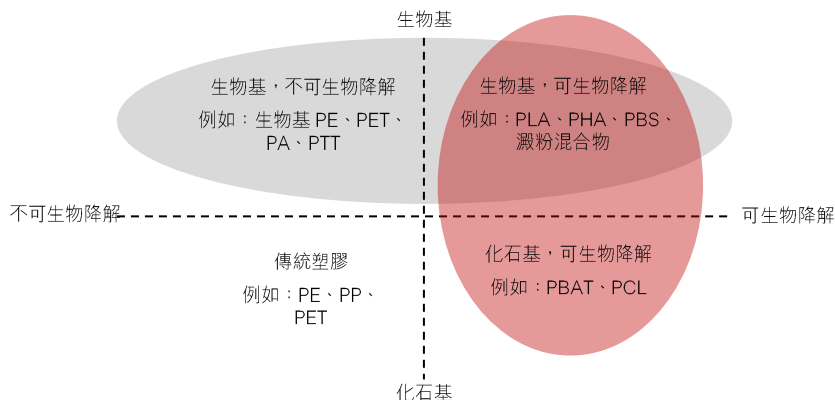 生物基
生物基，不可生物降解
例如：生物基 PE、PET、
PA、PTT
生物基，可生物降解
例如：PLA、PHA、PBS、
澱粉混合物
不可生物降解
可生物降解
傳統塑膠
例如：PE、PP、
PET
化石基，可生物降解
例如：PBAT、PCL
化石基